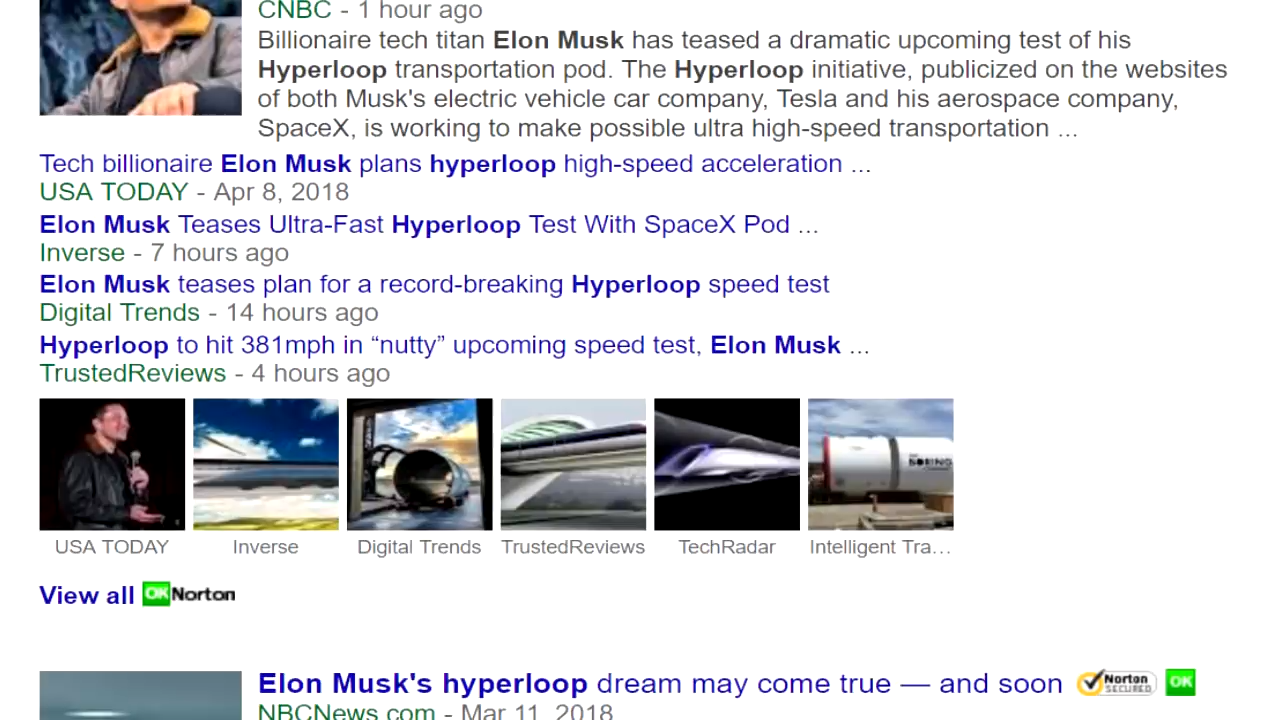 CNBC - 1 hour ago
Billionaire tech titan Elon Musk has teased a dramatic upcoming test of his
Hyperloop transportation pod. The Hyperloop initiative, publicized on the websites
of both Musk's electric vehicle car company, Tesla and his aerospace company,
SpaceX, is working to make possible ultra high-speed transportation ...
Tech billionaire Elon Musk plans hyperloop high-speed acceleration ...
USA TODAY - Apr 8, 2018
Elon Musk Teases Ultra-Fast Hyperloop Test With SpaceX Pod ...
Inverse - 7 hours ago
Elon Musk teases plan for a record-breaking Hyperloop speed test
Digital Trends - 14 hours ago
Hyperloop to hit 381mph in “nutty” upcoming speed test, Elon Musk ...
TrustedReviews - 4 hours ago
BORING
USA TODAY Inverse Digital Trends TrustedReviews TechRadar Intelligent Tra...
View all OK Norton
Elon Musk's hyperloop dream may come true — and soon Norton SECURED OK
NBCNews.com - Mar 11, 2018